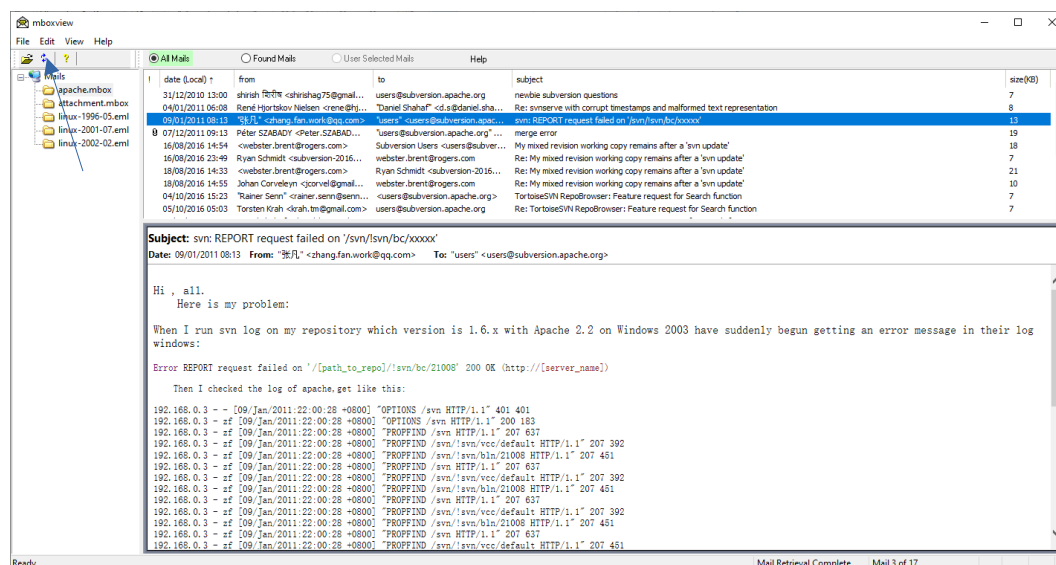 mboxview
File Edit View Help
All Mails Found Mails User Selected Mails Help
Mails
apache.mbox
attachment.mbox
linux-1996-05.eml
linux-2001-07.eml
linux-2002-02.eml
! date (Local) ↑ from to subject size(KB)
31/12/2010 13:00 shirish शिरीष <shirishag75@gmail... users@subversion.apache.org newbie subversion questions 7
04/01/2011 06:08 René Hjortskov Nielsen <rene@hj... "Daniel Shahaf" <d.s@daniel.sha... Re: svnserve with corrupt timestamps and malformed text representation 8
09/01/2011 08:13 "张凡" <zhang.fan.work@qq.com> "users" <users@subversion.apac... svn: REPORT request failed on '/svn/!svn/bc/xxxxx' 13
07/12/2011 09:13 Péter SZABADY <Peter.SZABAD... "users@subversion.apache.org" ... merge error 19
16/08/2016 14:54 <webster.brent@rogers.com> Subversion Users <users@subver... My mixed revision working copy remains after a 'svn update' 18
16/08/2016 23:49 Ryan Schmidt <subversion-2016... webster.brent@rogers.com Re: My mixed revision working copy remains after a 'svn update' 7
18/08/2016 14:33 <webster.brent@rogers.com> Ryan Schmidt <subversion-2016... Re: My mixed revision working copy remains after a 'svn update' 21
18/08/2016 14:55 Johan Corveleyn <jcorvel@gmail... webster.brent@rogers.com Re: My mixed revision working copy remains after a 'svn update' 10
04/10/2016 15:23 "Rainer Senn" <rainer.senn@senn... <users@subversion.apache.org> TortoiseSVN RepoBrowser: Feature request for Search function 7
05/10/2016 05:03 Torsten Krah <krah.tm@gmail.com> users@subversion.apache.org Re: TortoiseSVN RepoBrowser: Feature request for Search function 7
Subject: svn: REPORT request failed on '/svn/!svn/bc/xxxxx'
Date: 09/01/2011 08:13 From: "张凡" <zhang.fan.work@qq.com> To: "users" <users@subversion.apache.org>
Hi , all.
Here is my problem:
When I run svn log on my repository which version is 1.6.x with Apache 2.2 on Windows 2003 have suddenly begun getting an error message in their log
windows:
Error REPORT request failed on '/[path_to_repo]/!svn/bc/21008' 200 OK (http://[server_name])
Then I checked the log of apache,get like this:
192.168.0.3 - - [09/Jan/2011:22:00:28 +0800] "OPTIONS /svn HTTP/1.1" 401 401
192.168.0.3 - zf [09/Jan/2011:22:00:28 +0800] "OPTIONS /svn HTTP/1.1" 200 183
192.168.0.3 - zf [09/Jan/2011:22:00:28 +0800] "PROPFIND /svn HTTP/1.1" 207 637
192.168.0.3 - zf [09/Jan/2011:22:00:28 +0800] "PROPFIND /svn/!svn/vcc/default HTTP/1.1" 207 392
192.168.0.3 - zf [09/Jan/2011:22:00:28 +0800] "PROPFIND /svn/!svn/bln/21008 HTTP/1.1" 207 451
192.168.0.3 - zf [09/Jan/2011:22:00:28 +0800] "PROPFIND /svn HTTP/1.1" 207 637
192.168.0.3 - zf [09/Jan/2011:22:00:28 +0800] "PROPFIND /svn/!svn/vcc/default HTTP/1.1" 207 392
192.168.0.3 - zf [09/Jan/2011:22:00:28 +0800] "PROPFIND /svn/!svn/bln/21008 HTTP/1.1" 207 451
192.168.0.3 - zf [09/Jan/2011:22:00:28 +0800] "PROPFIND /svn HTTP/1.1" 207 637
192.168.0.3 - zf [09/Jan/2011:22:00:28 +0800] "PROPFIND /svn/!svn/vcc/default HTTP/1.1" 207 392
192.168.0.3 - zf [09/Jan/2011:22:00:28 +0800] "PROPFIND /svn/!svn/bln/21008 HTTP/1.1" 207 451
192.168.0.3 - zf [09/Jan/2011:22:00:28 +0800] "PROPFIND /svn HTTP/1.1" 207 637
192.168.0.3 - zf [09/Jan/2011:22:00:28 +0800] "PROPFIND /svn/!svn/vcc/default HTTP/1.1" 207 451
Ready Mail Retrieval Complete Mail 3 of 17